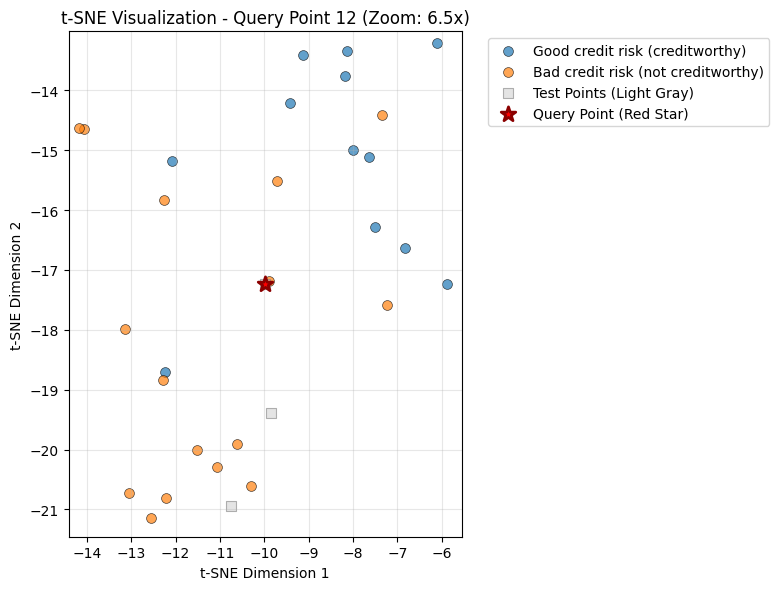 t-SNE Visualization - Query Point 12 (Zoom: 6.5x)
Good credit risk (creditworthy)
Bad credit risk (not creditworthy)
Test Points (Light Gray)
Query Point (Red Star)
t-SNE Dimension 2
−14
−15
−16
−17
−18
−19
−20
−21
−14 −13 −12 −11 −10 −9 −8 −7 −6
t-SNE Dimension 1